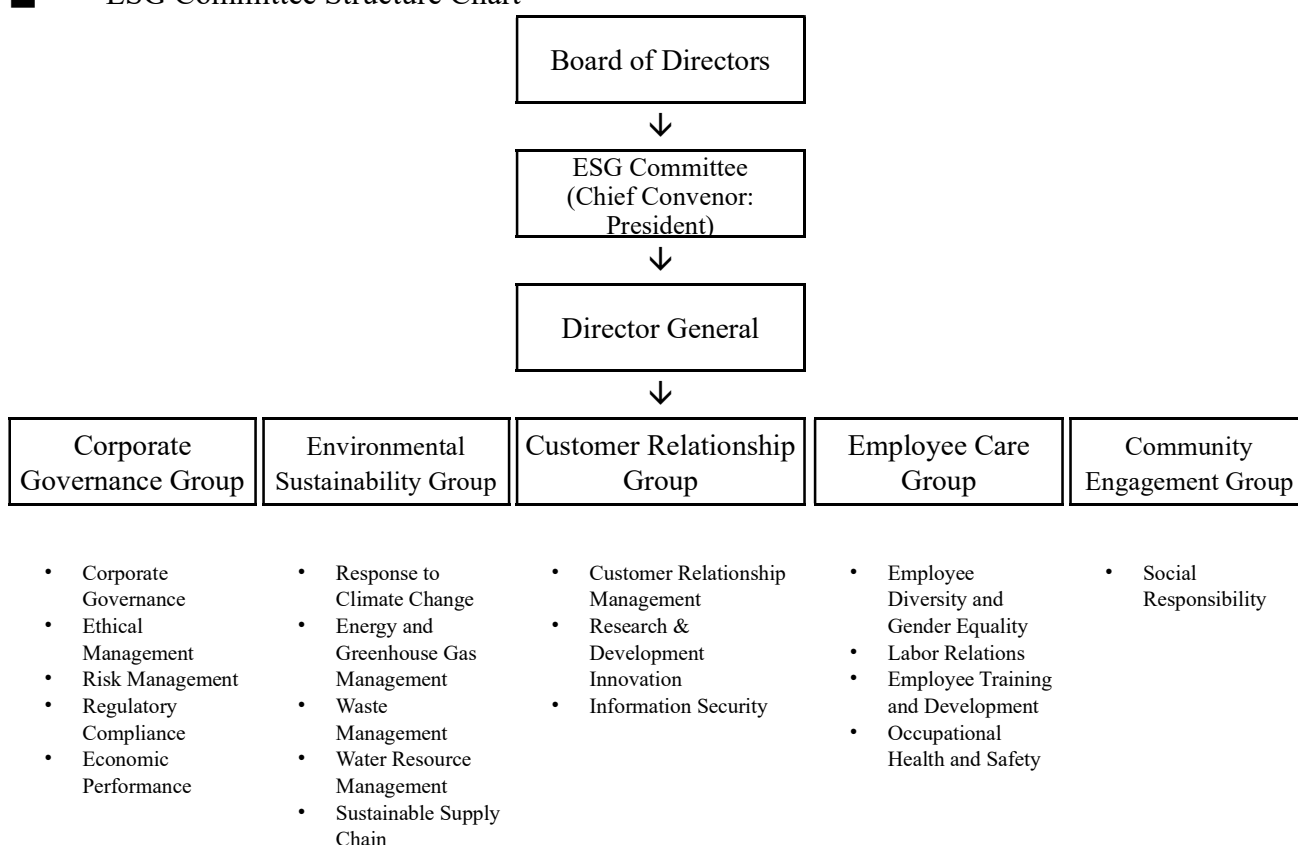 ESG Committee Structure Chart
Board of Directors
ESG Committee
(Chief Convenor:
President)
Director General
Corporate
Governance Group
Environmental
Sustainability Group
Customer Relationship
Group
Employee Care
Group
Community
Engagement Group
• Corporate
Governance
• Ethical
Management
• Risk Management
• Regulatory
Compliance
• Economic
Performance
• Response to
Climate Change
• Energy and
Greenhouse Gas
Management
• Waste
Management
• Water Resource
Management
• Sustainable Supply
Chain
• Customer Relationship
Management
• Research &
Development
Innovation
• Information Security
• Employee
Diversity and
Gender Equality
• Labor Relations
• Employee Training
and Development
• Occupational
Health and Safety
• Social
Responsibility